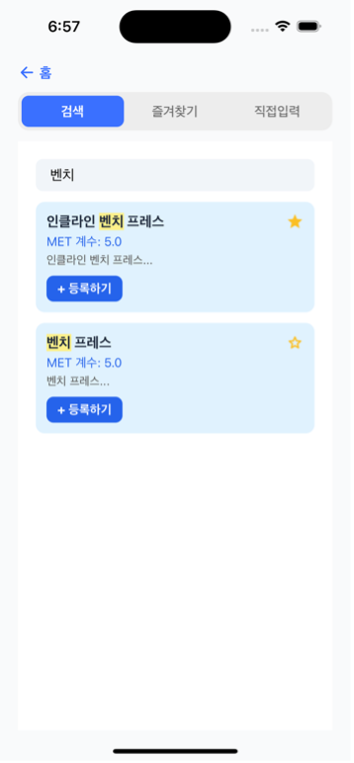 6:57
← 홈
검색 즐겨찾기 직접입력
벤치
인클라인 벤치 프레스
MET 계수: 5.0
인클라인 벤치 프레스...
+ 등록하기
벤치 프레스
MET 계수: 5.0
벤치 프레스...
+ 등록하기